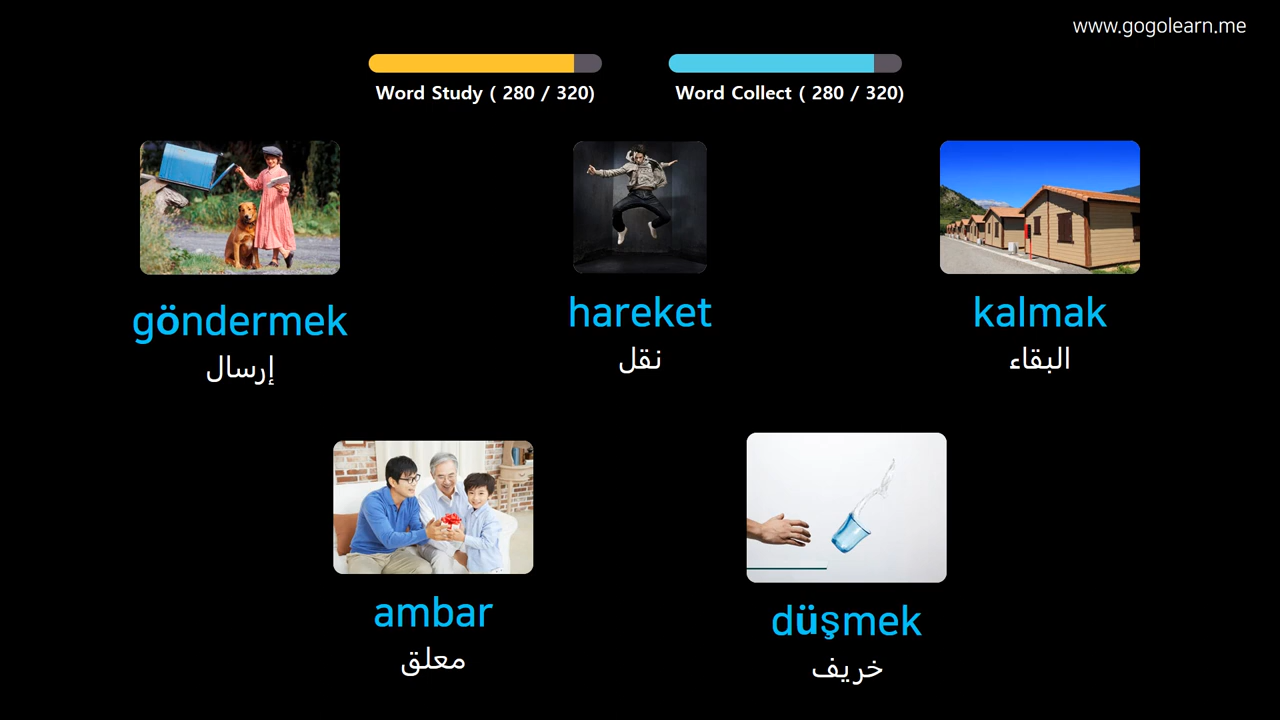 www.gogolearn.me
Word Study ( 280 / 320)
Word Collect ( 280 / 320)
göndermek
إرسال
hareket
نقل
kalmak
البقاء
ambar
معلق
düşmek
خريف